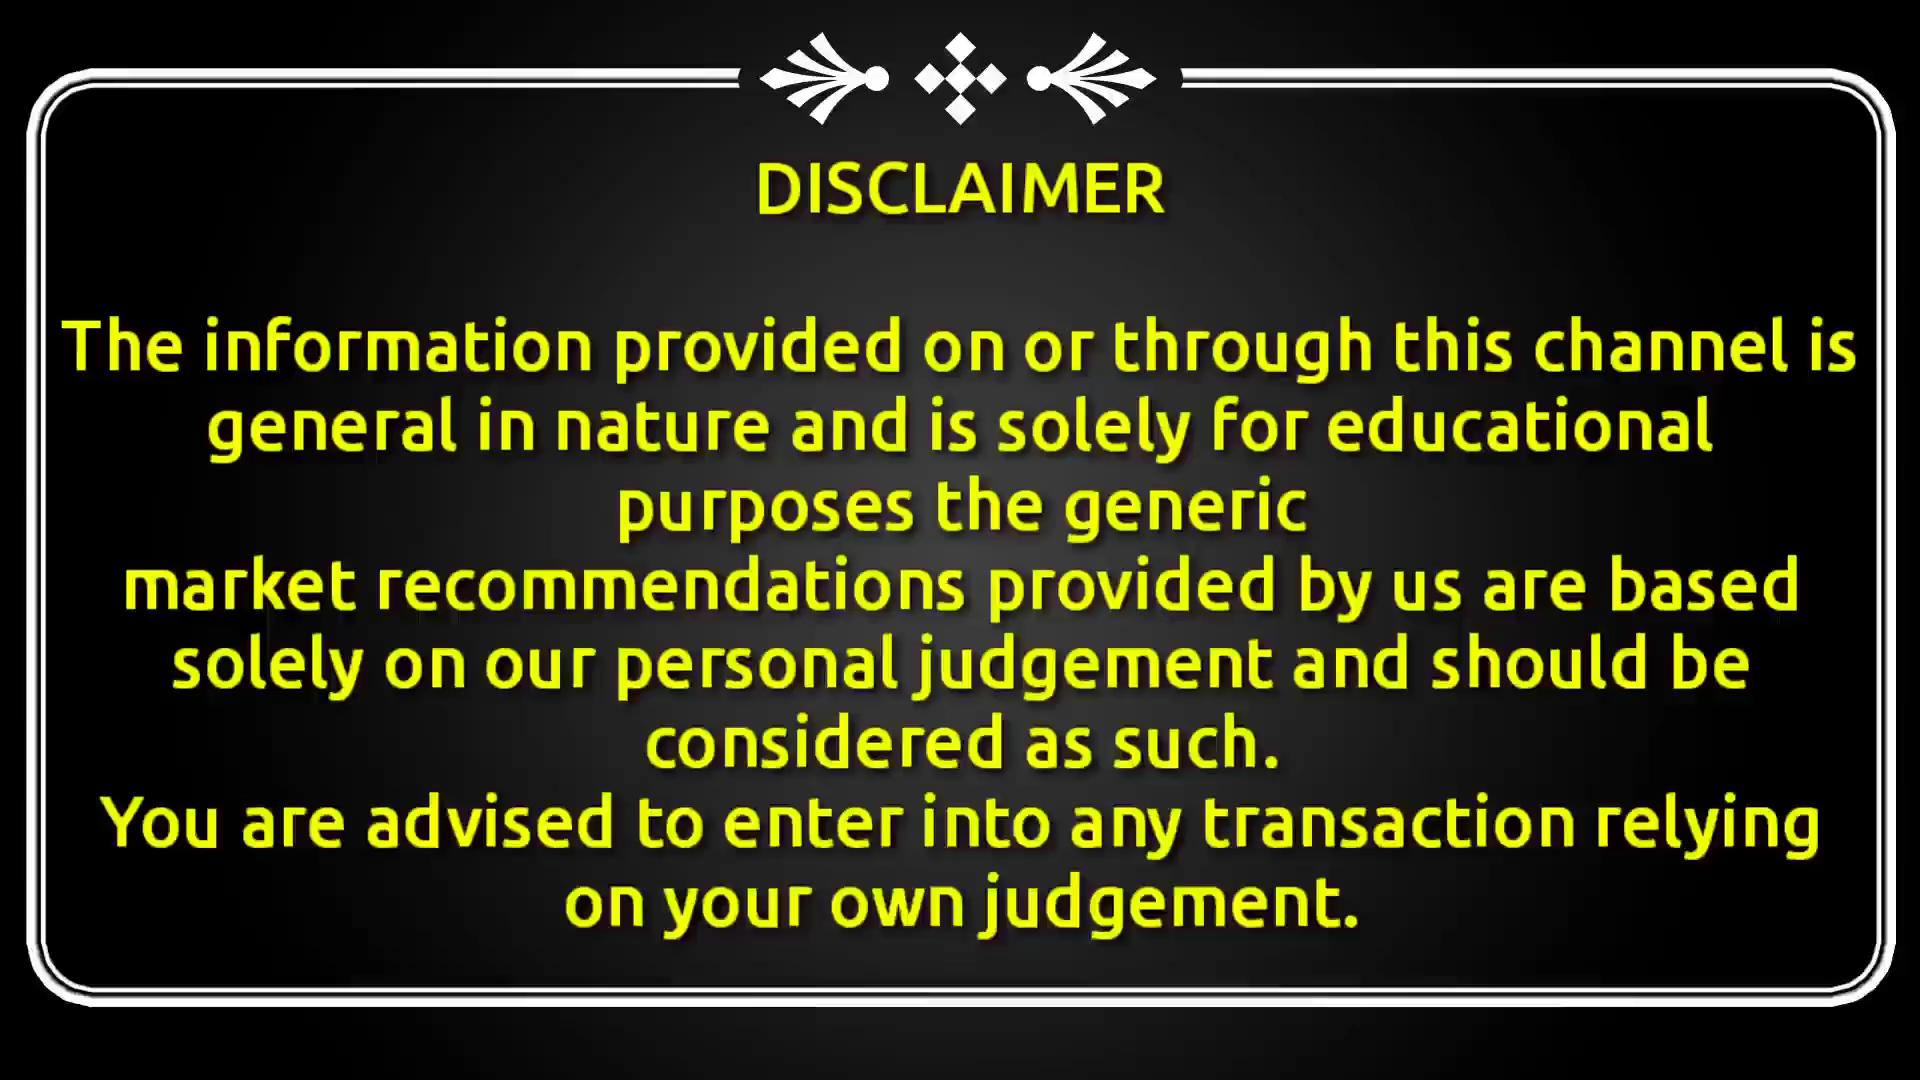 DISCLAIMER
The information provided on or through this channel is
general in nature and is solely for educational
purposes the generic
market recommendations provided by us are based
solely on our personal judgement and should be
considered as such.
You are advised to enter into any transaction relying
on your own judgement.